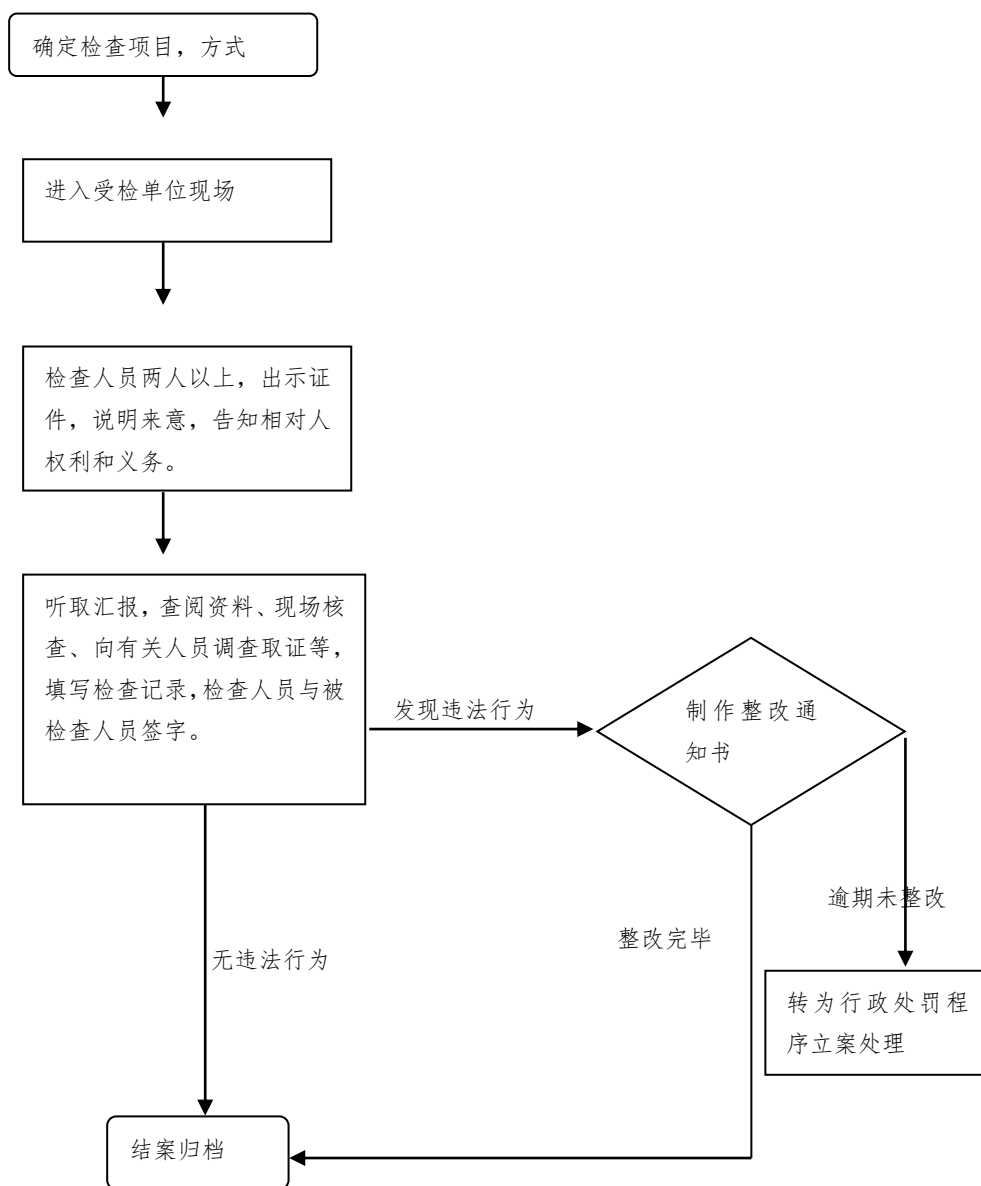 确定检查项目，方式
进入受检单位现场
检查人员两人以上，出示证
件，说明来意，告知相对人
权利和义务。
听取汇报，查阅资料、现场核
查、向有关人员调查取证等，
填写检查记录，检查人员与被
检查人员签字。
发现违法行为
制作整改通
知书
逾期未整改
整改完毕
无违法行为
转为行政处罚程
序立案处理
结案归档